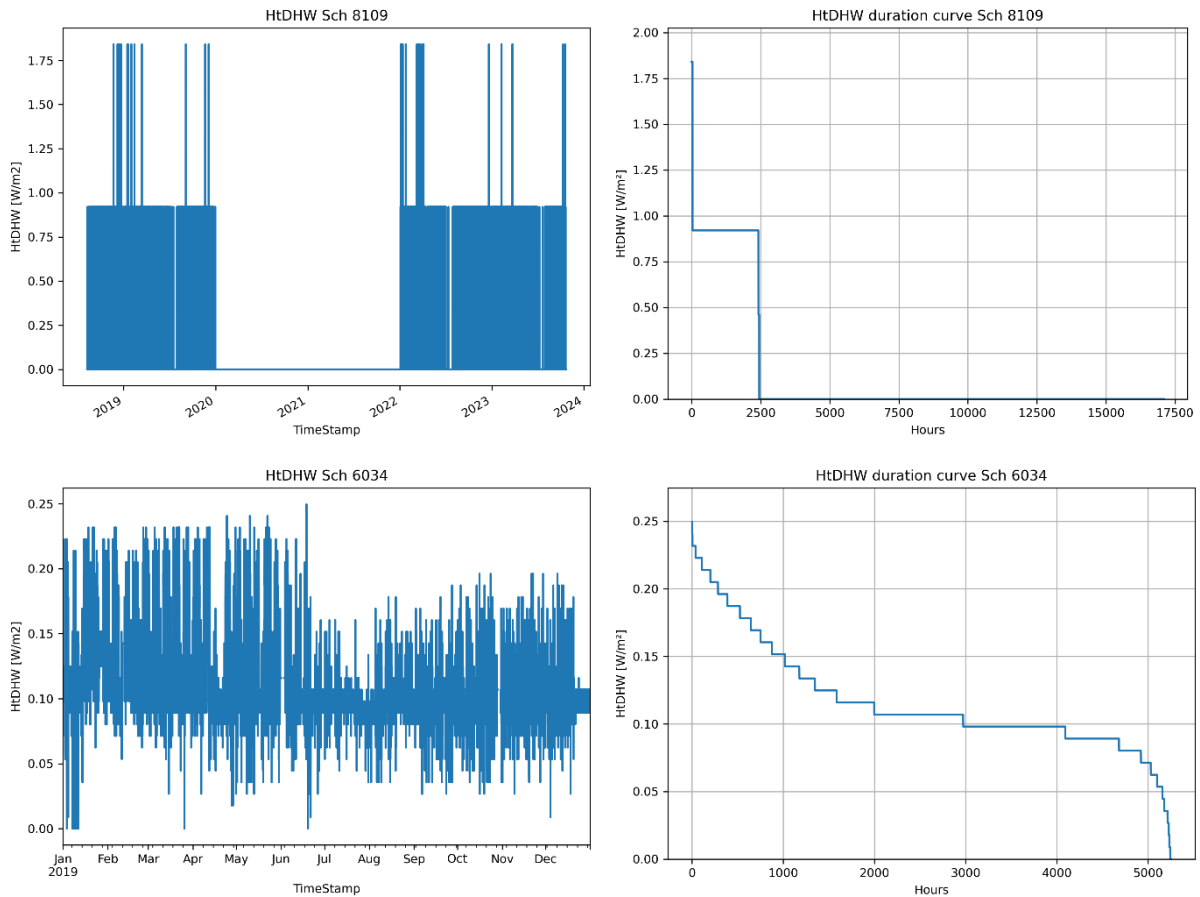 HtDHW Sch 8109
HtDHW [W/m2]
1.75
1.50
1.25
1.00
0.75
0.50
0.25
0.00
2019 2020 2021 2022 2023 2024
TimeStamp
HtDHW duration curve Sch 8109
HtDHW [W/m²]
2.00
1.75
1.50
1.25
1.00
0.75
0.50
0.25
0.00
0 2500 5000 7500 10000 12500 15000 17500
Hours
HtDHW Sch 6034
HtDHW [W/m2]
0.25
0.20
0.15
0.10
0.05
0.00
Jan Feb Mar Apr May Jun Jul Aug Sep Oct Nov Dec
2019
TimeStamp
HtDHW duration curve Sch 6034
HtDHW [W/m²]
0.25
0.20
0.15
0.10
0.05
0.00
0 1000 2000 3000 4000 5000
Hours